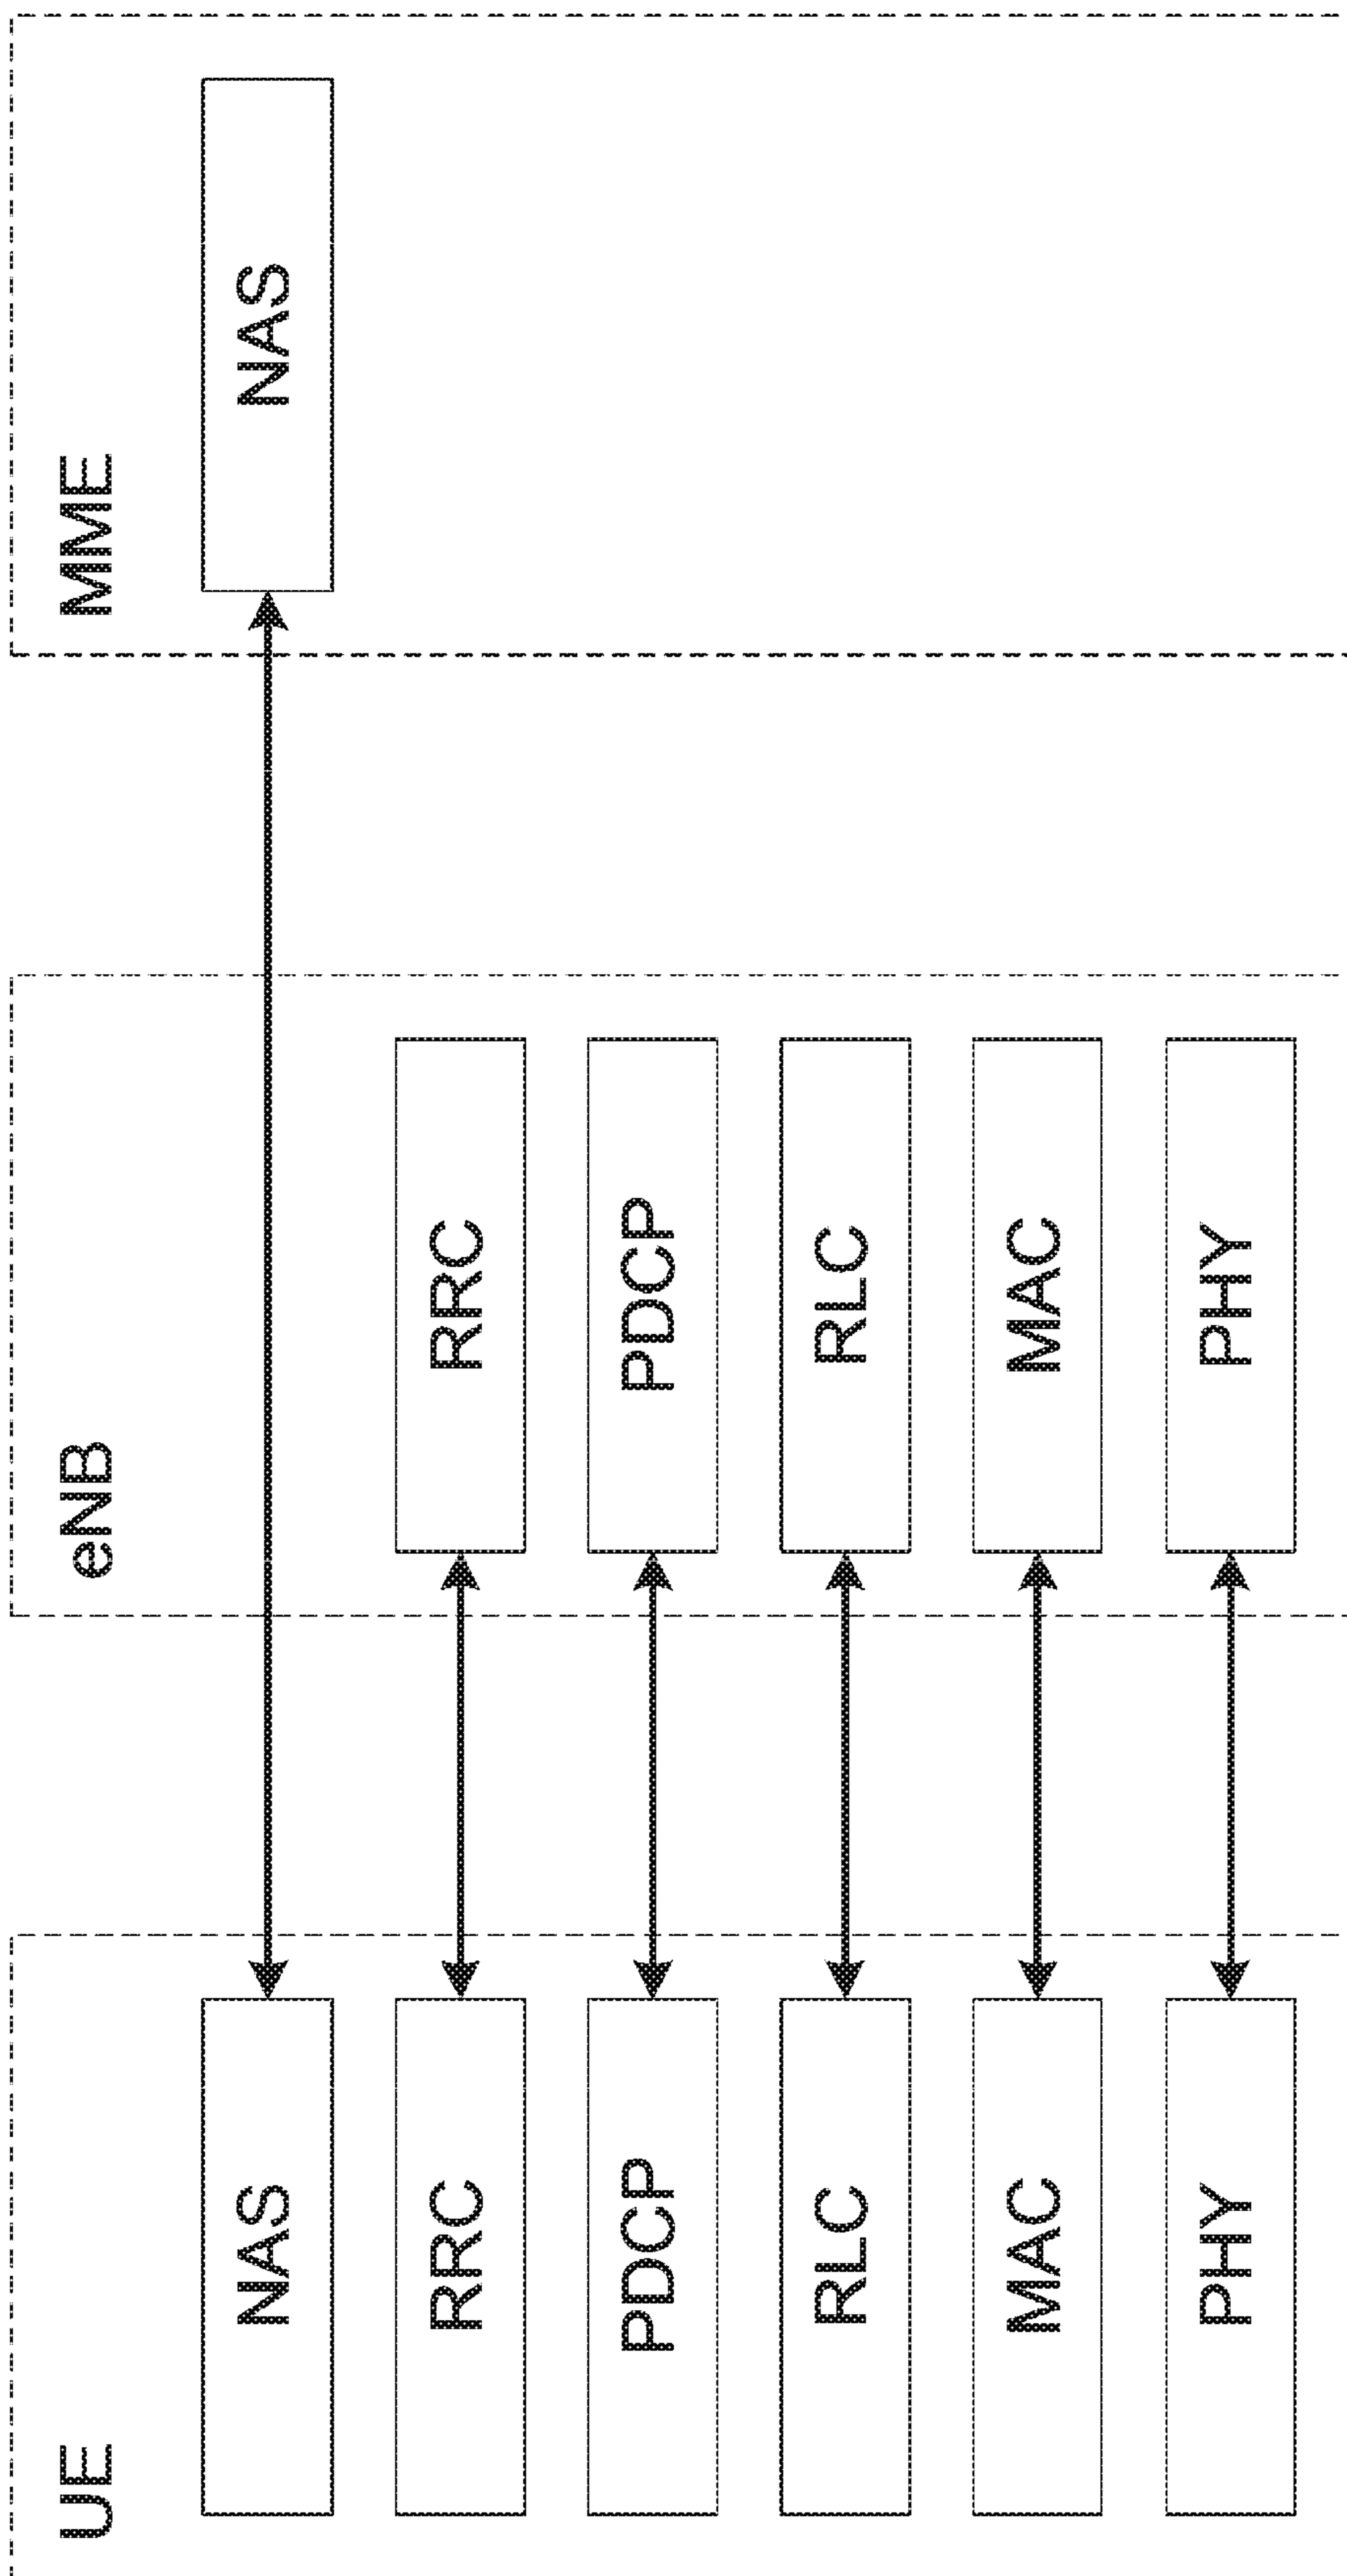 UE
NAS
RRC
PDCP
RLC
MAC
PHY
eNB
RRC
PDCP
RLC
MAC
PHY
MME
NAS